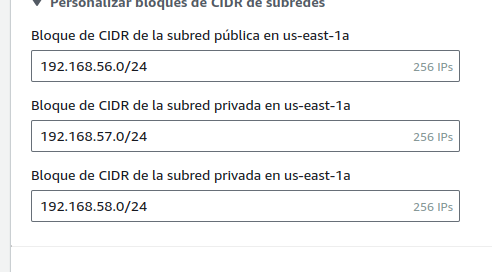 ▼ Personalizar bloques de CIDR de subredes
Bloque de CIDR de la subred pública en us-east-1a
192.168.56.0/24 256 IPs
Bloque de CIDR de la subred privada en us-east-1a
192.168.57.0/24 256 IPs
Bloque de CIDR de la subred privada en us-east-1a
192.168.58.0/24 256 IPs